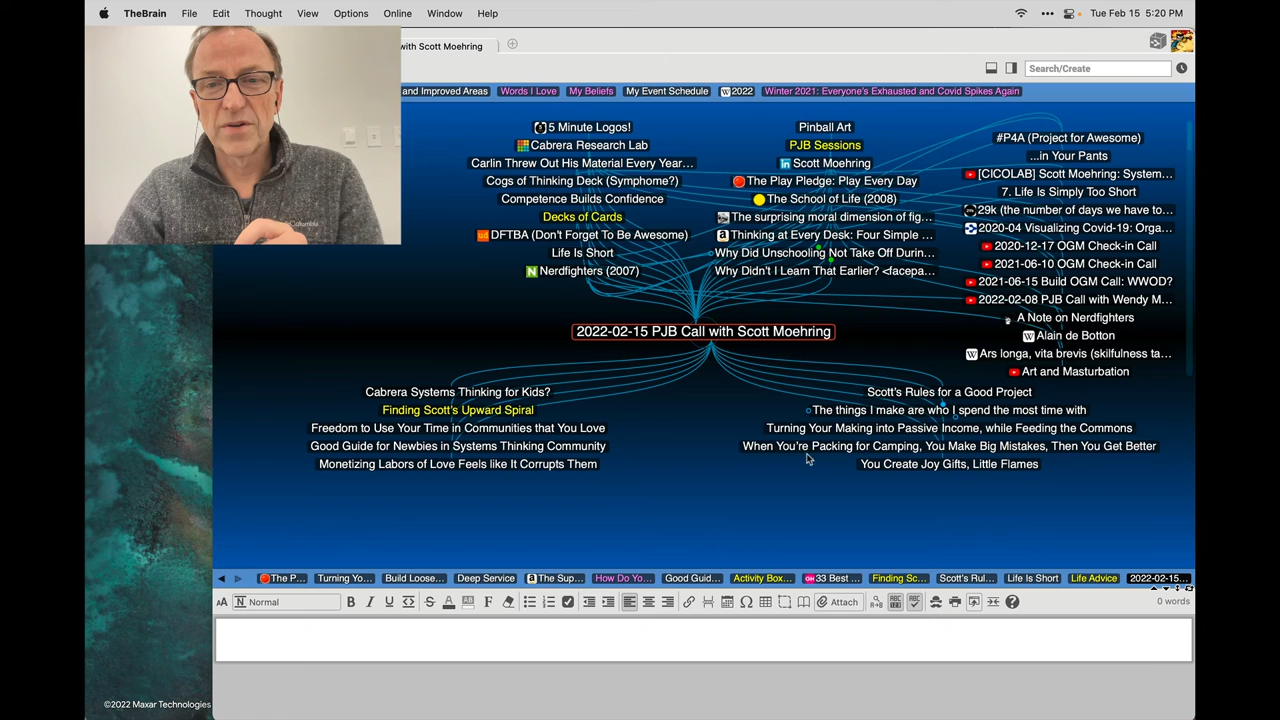 TheBrain File Edit Thought View Options Online Window Help Tue Feb 15 5:20 PM
with Scott Moehring
Search/Create
and Improved Areas Words I Love My Beliefs My Event Schedule 2022 Winter 2021: Everyone's Exhausted and Covid Spikes Again
5 Minute Logos!
Cabrera Research Lab
Carlin Threw Out His Material Every Year…
Cogs of Thinking Deck (Symphome?)
Competence Builds Confidence
Decks of Cards
DFTBA (Don't Forget To Be Awesome)
Life Is Short
Nerdfighters (2007)
Pinball Art
PJB Sessions
Scott Moehring
The Play Pledge: Play Every Day
The School of Life (2008)
The surprising moral dimension of fig…
Thinking at Every Desk: Four Simple …
Why Did Unschooling Not Take Off Durin…
Why Didn't I Learn That Earlier? <facepa…
#P4A (Project for Awesome)
...in Your Pants
[CICOLAB] Scott Moehring: System…
7. Life Is Simply Too Short
29k (the number of days we have to…
2020-04 Visualizing Covid-19: Orga…
2020-12-17 OGM Check-in Call
2021-06-10 OGM Check-in Call
2021-06-15 Build OGM Call: WWOD?
2022-02-08 PJB Call with Wendy M…
A Note on Nerdfighters
Alain de Botton
Ars longa, vita brevis (skilfulness ta…
Art and Masturbation
2022-02-15 PJB Call with Scott Moehring
Cabrera Systems Thinking for Kids?
Finding Scott's Upward Spiral
Freedom to Use Your Time in Communities that You Love
Good Guide for Newbies in Systems Thinking Community
Monetizing Labors of Love Feels like It Corrupts Them
Scott's Rules for a Good Project
The things I make are who I spend the most time with
Turning Your Making into Passive Income, while Feeding the Commons
When You're Packing for Camping, You Make Big Mistakes, Then You Get Better
You Create Joy Gifts, Little Flames
The P... Turning Yo... Build Loose... Deep Service The Sup... How Do Yo... Good Guid... Activity Box... 33 Best ... Finding Sc... Scott's Rul... Life Is Short Life Advice 2022-02-15...
Normal B I U S A F Attach 0 words
©2022 Maxar Technologies